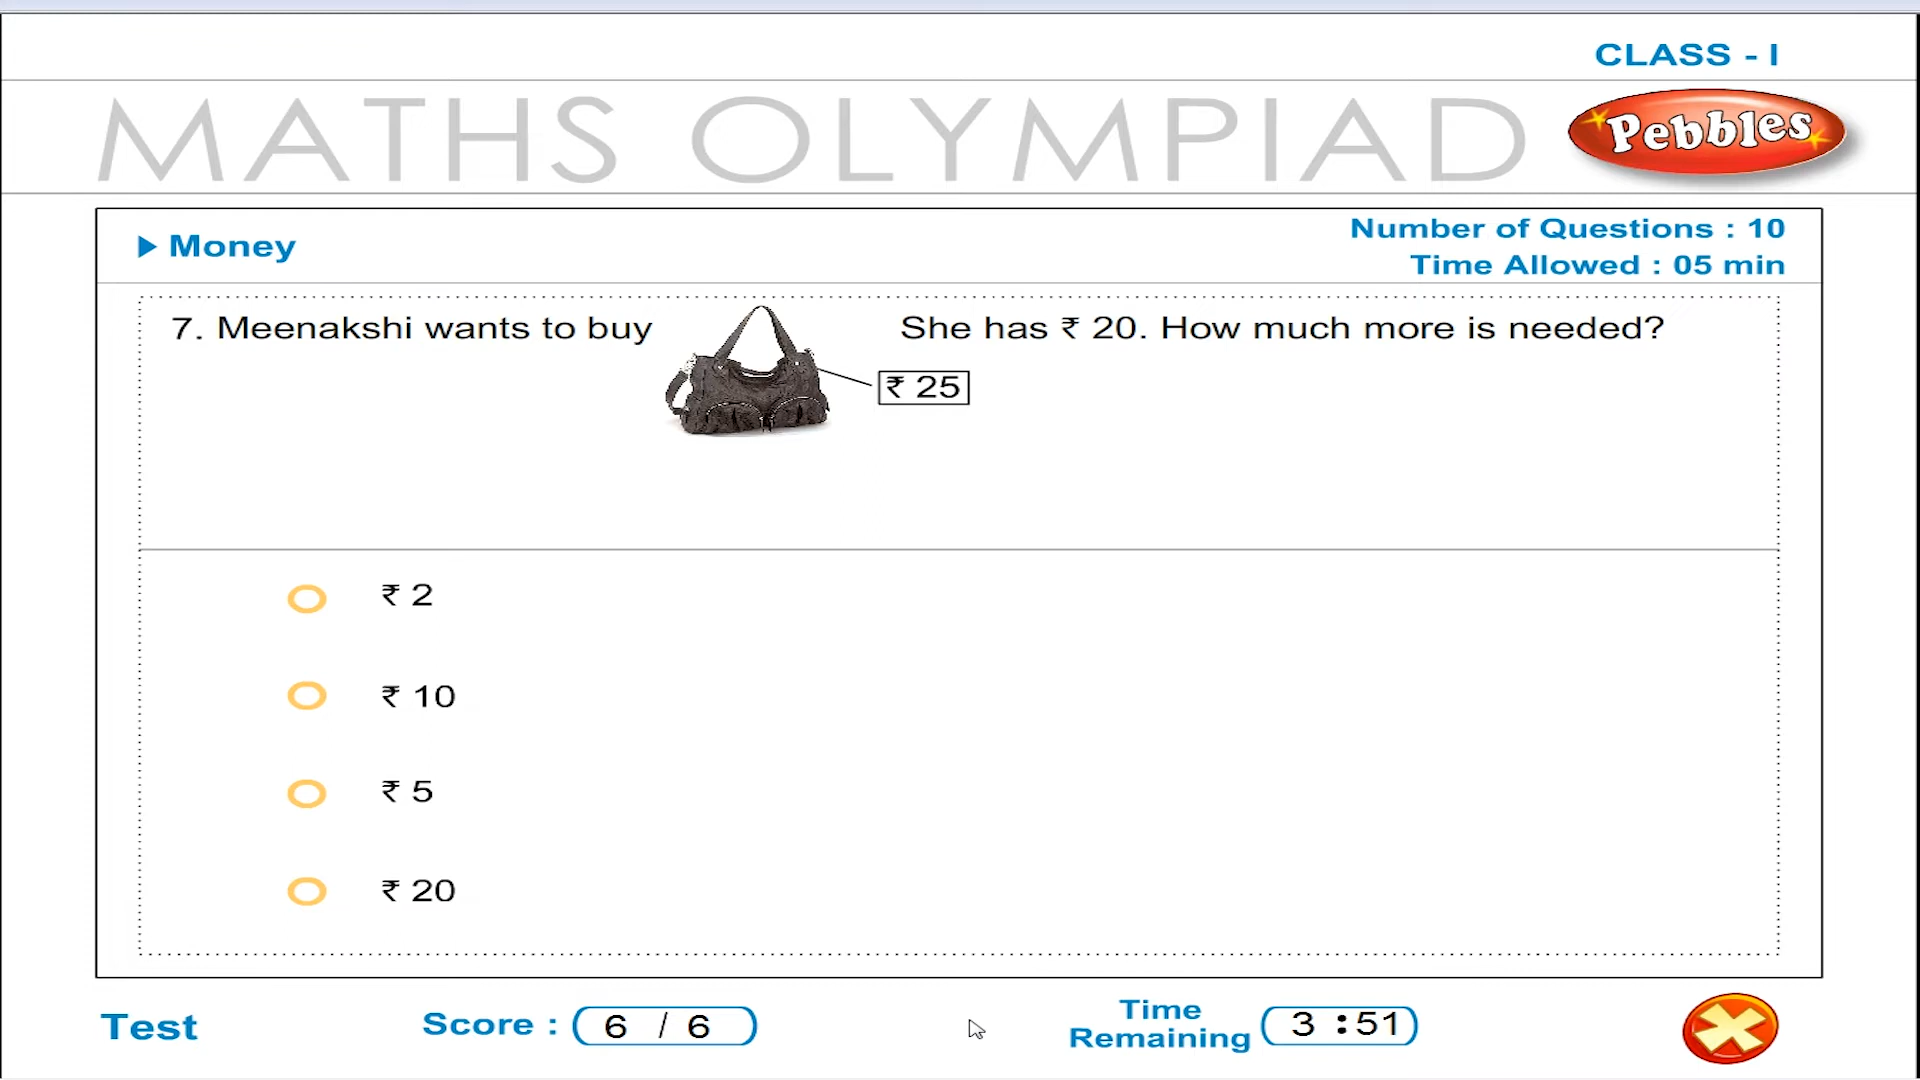 CLASS - I
MATHS OLYMPIAD
Pebbles
Money
Number of Questions : 10
Time Allowed : 05 min
7. Meenakshi wants to buy She has ₹ 20. How much more is needed?
₹ 25
₹ 2
₹ 10
₹ 5
₹ 20
Test
Score : 6 / 6
Time
Remaining 3 : 51